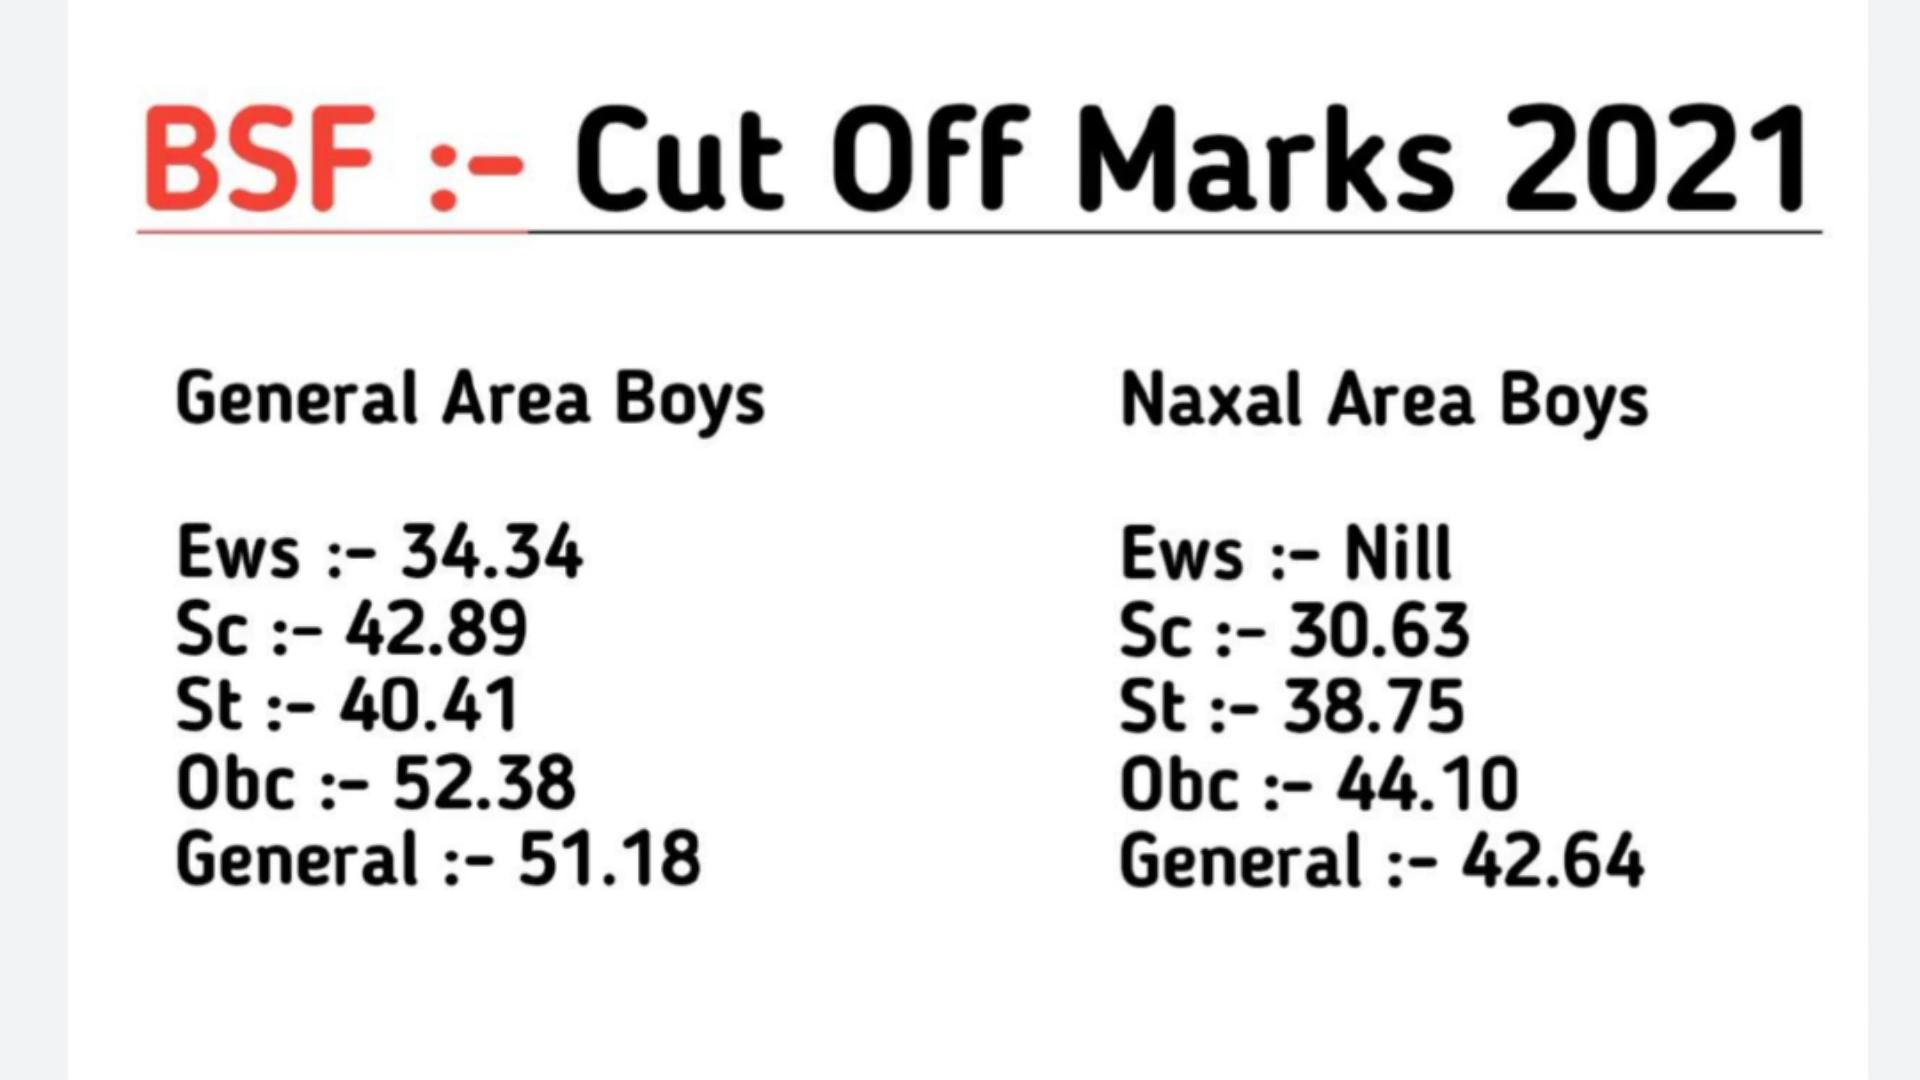 BSF :- Cut Off Marks 2021
General Area Boys
Ews :- 34.34
Sc :- 42.89
St :- 40.41
Obc :- 52.38
General :- 51.18
Naxal Area Boys
Ews :- Nill
Sc :- 30.63
St :- 38.75
Obc :- 44.10
General :- 42.64